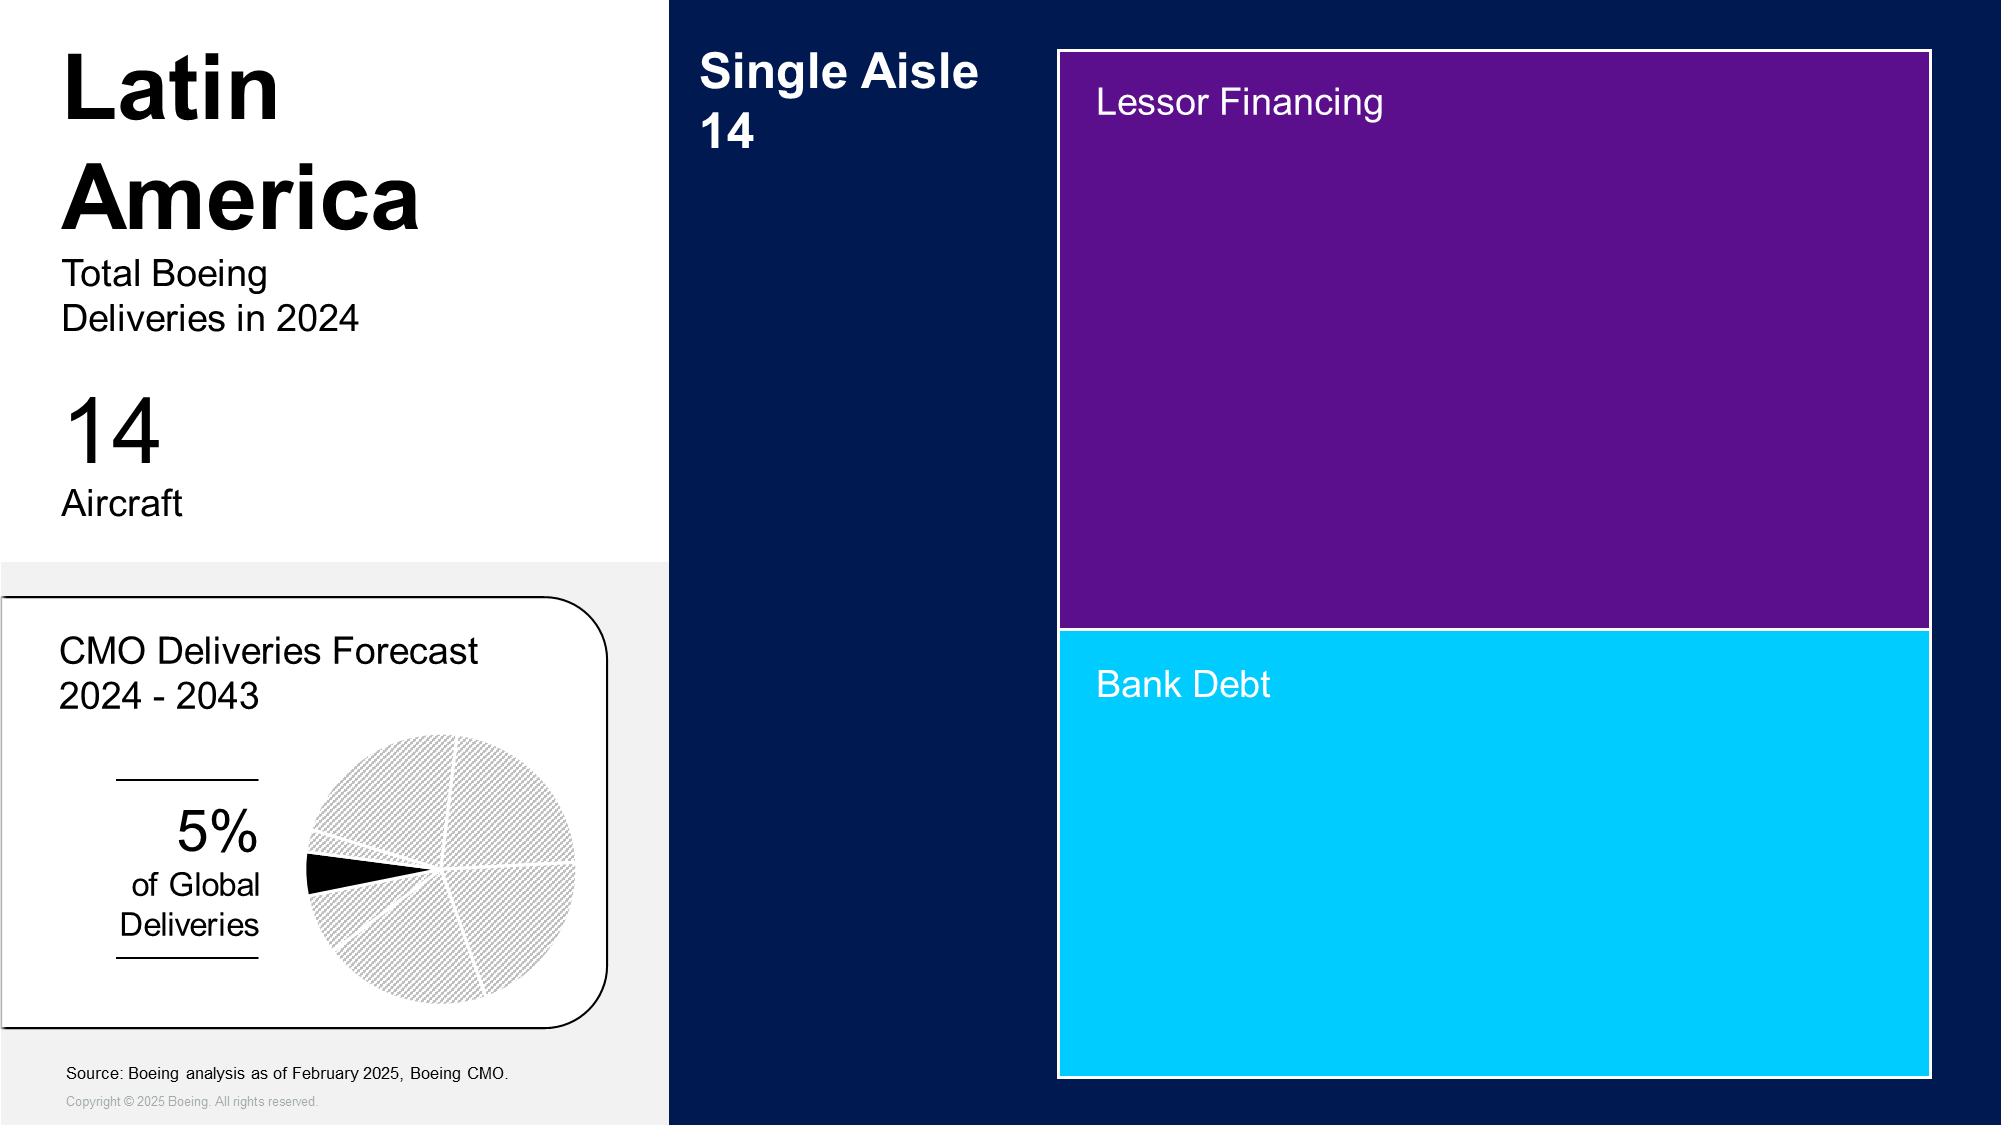 Latin
America
Total Boeing
Deliveries in 2024
14
Aircraft
CMO Deliveries Forecast
2024 - 2043
5%
of Global
Deliveries
Source: Boeing analysis as of February 2025, Boeing CMO.
Copyright © 2025 Boeing. All rights reserved.
Single Aisle
14
Lessor Financing
Bank Debt